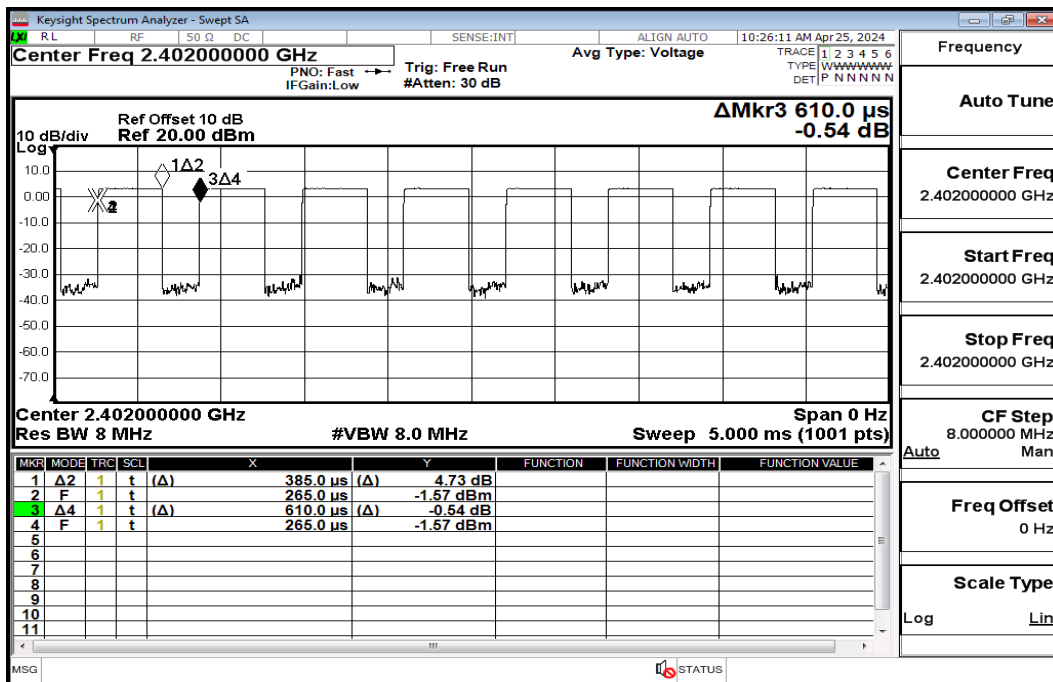 Keysight Spectrum Analyzer - Swept SA
LXI RL RF 50 Ω DC SENSE:INT ALIGN AUTO 10:26:11 AM Apr 25, 2024
Center Freq 2.402000000 GHz
PNO: Fast
IFGain:Low
Trig: Free Run
#Atten: 30 dB
Avg Type: Voltage
TRACE 1 2 3 4 5 6
TYPE WWWWWW
DET P N N N N N
ΔMkr3 610.0 µs
-0.54 dB
Ref Offset 10 dB
10 dB/div Ref 20.00 dBm
Log
1Δ2
3Δ4
10.0
0.00
-10.0
-20.0
-30.0
-40.0
-50.0
-60.0
-70.0
Center 2.402000000 GHz Span 0 Hz
Res BW 8 MHz #VBW 8.0 MHz Sweep 5.000 ms (1001 pts)
MKR MODE TRC SCL X Y FUNCTION FUNCTION WIDTH FUNCTION VALUE
1 Δ2 1 t (Δ) 385.0 µs (Δ) 4.73 dB
2 F 1 t 265.0 µs -1.57 dBm
3 Δ4 1 t (Δ) 610.0 µs (Δ) -0.54 dB
4 F 1 t 265.0 µs -1.57 dBm
5
6
7
8
9
10
11
MSG STATUS
Frequency
Auto Tune
Center Freq
2.402000000 GHz
Start Freq
2.402000000 GHz
Stop Freq
2.402000000 GHz
CF Step
8.000000 MHz
Auto Man
Freq Offset
0 Hz
Scale Type
Log Lin